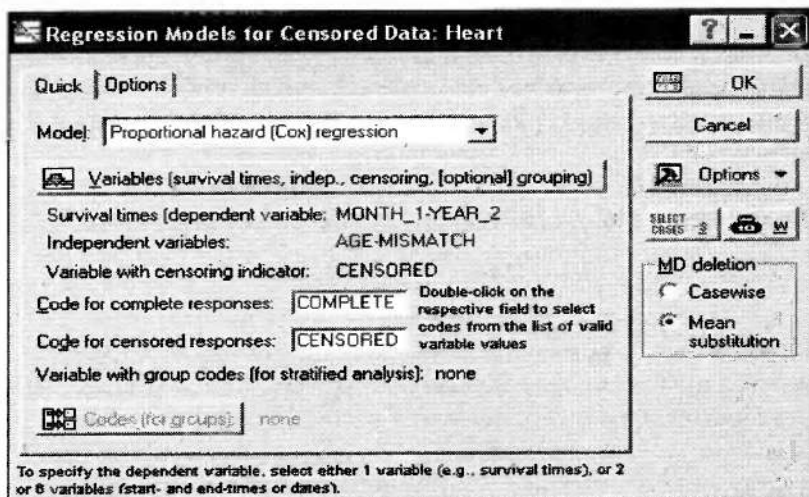 Regression Models for Censored Data: Heart
Quick Options
Model: Proportional hazard (Cox) regression
Variables (survival times, indep., censoring, [optional] grouping)
Survival times (dependent variable: MONTH_1-YEAR_2
Independent variables: AGE-MISMATCH
Variable with censoring indicator: CENSORED
Code for complete responses: COMPLETE
Code for censored responses: CENSORED
Double-click on the
respective field to select
codes from the list of valid
variable values
Variable with group codes (for stratified analysis): none
Codes (for groups): none
To specify the dependent variable, select either 1 variable (e.g., survival times), or 2
or 6 variables (start- and end-times or dates).
?
OK
Cancel
Options
SELECT
CASES S W
MD deletion
Casewise
Mean
substitution